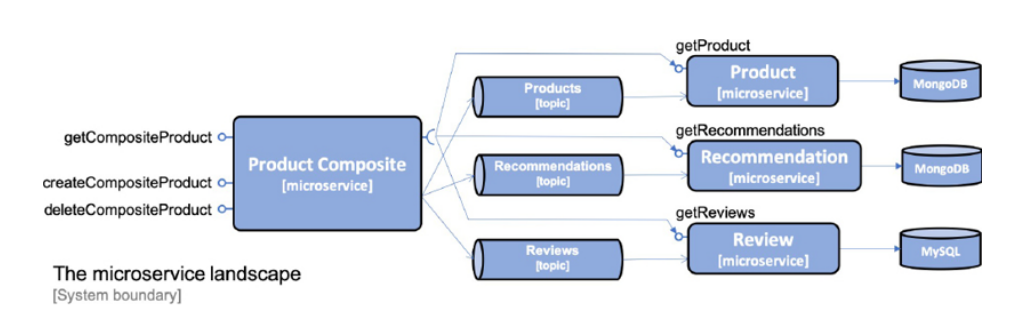 getProduct
Product
[microservice]
MongoDB
Products
[topic]
getCompositeProduct
createCompositeProduct
deleteCompositeProduct
Product Composite
[microservice]
getRecommendations
Recommendation
[microservice]
MongoDB
Recommendations
[topic]
getReviews
Review
[microservice]
MySQL
Reviews
[topic]
The microservice landscape
[System boundary]